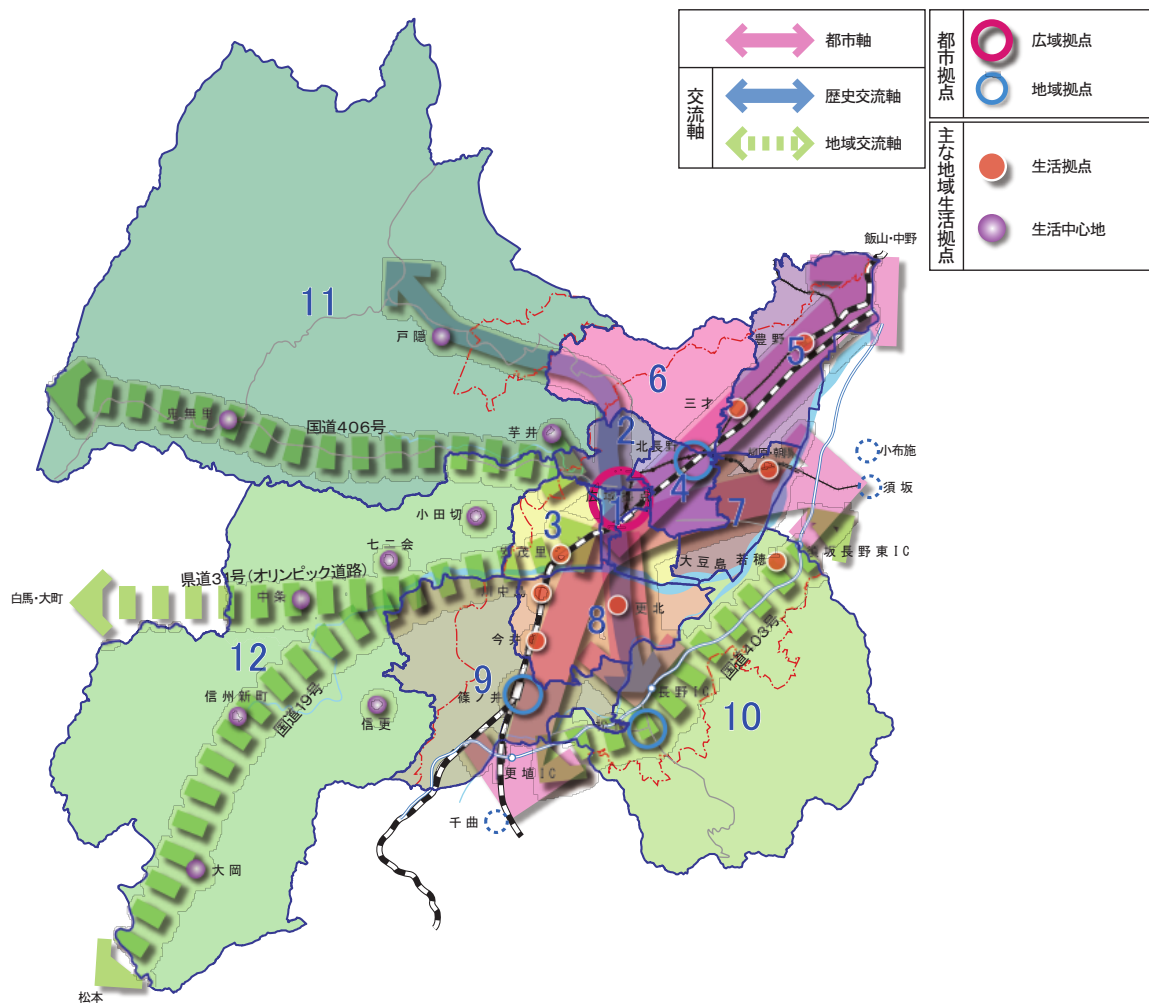 都市軸
交流軸
歴史交流軸
地域交流軸
都市拠点
広域拠点
地域拠点
主な地域生活拠点
生活拠点
生活中心地
飯山・中野
11
戸隠
豊野
5
6
三才
鬼無里
国道406号
芋井
2
北長野
小布施
須坂
4
7
広域拠点
1
小田切
3
七二会
安茂里
大豆島
若穂
須坂長野東IC
県道31号(オリンピック道路)
白馬・大町
中条
更北
8
今井
国道403号
12
9
篠ノ井
長野IC
10
信州新町
国道19号
信更
更埴IC
千曲
大岡
松本